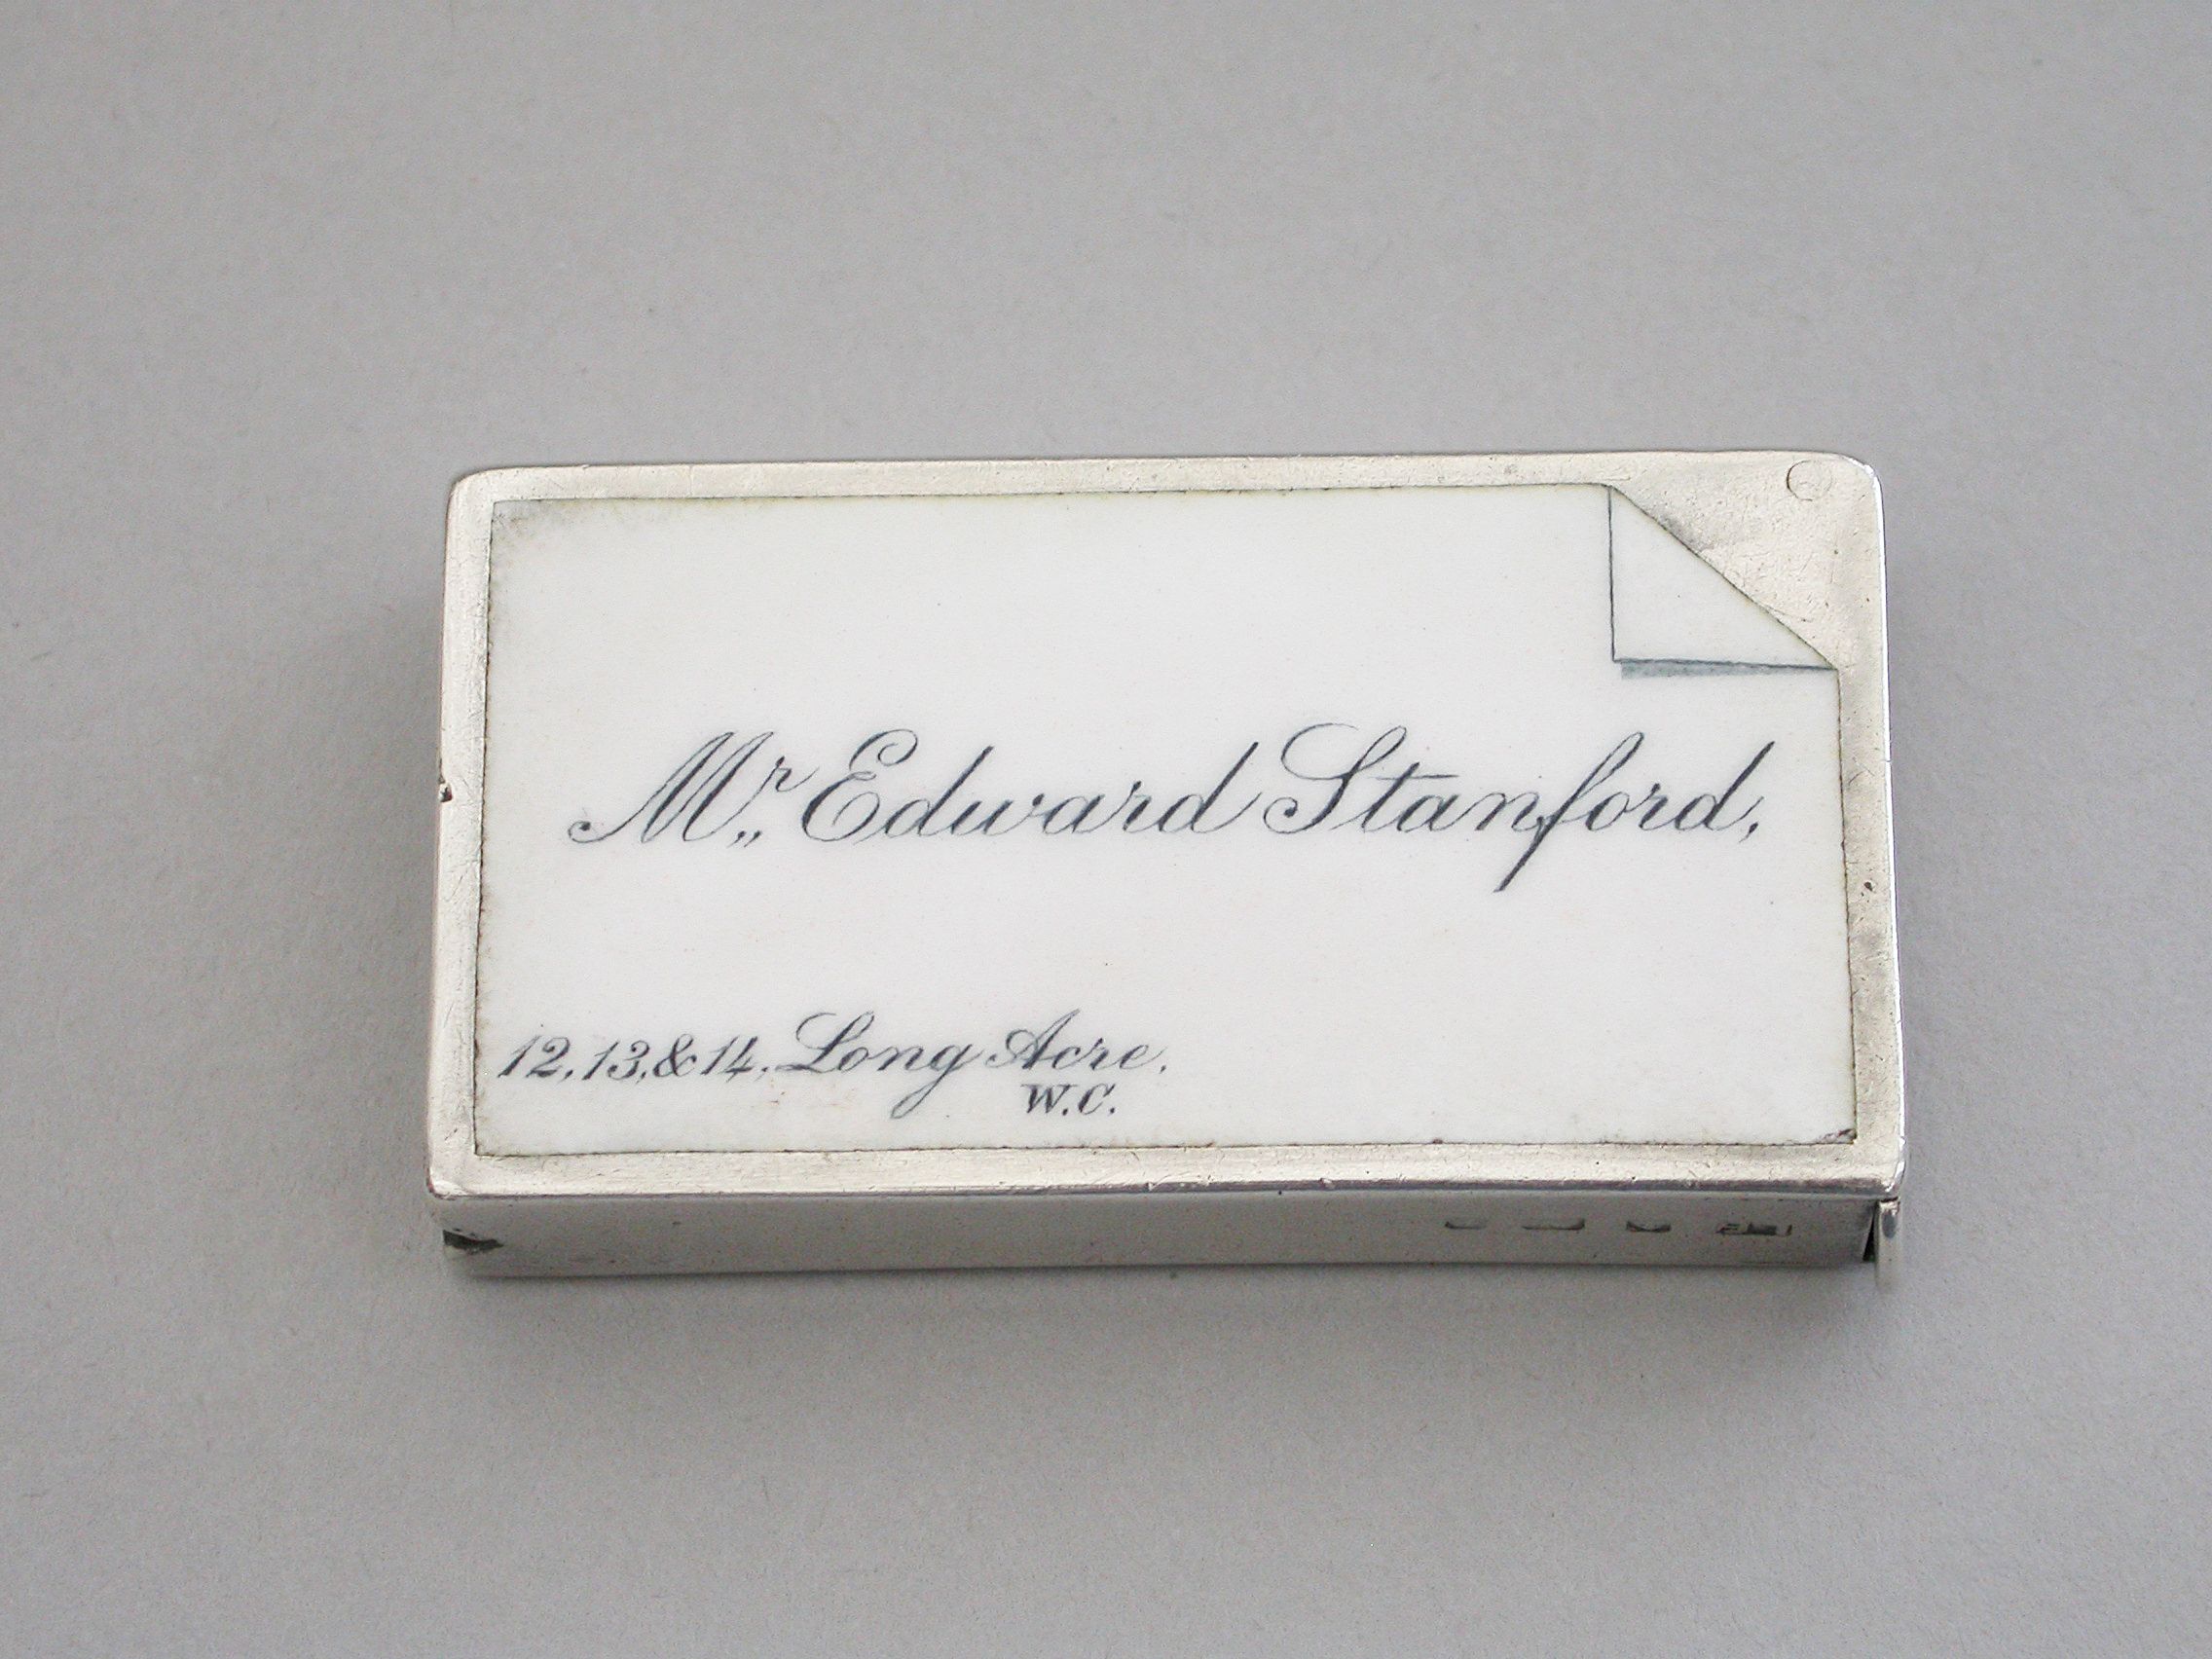 Mr. Edward Stanford,
12, 13, & 14, Long Acre.
W.C.